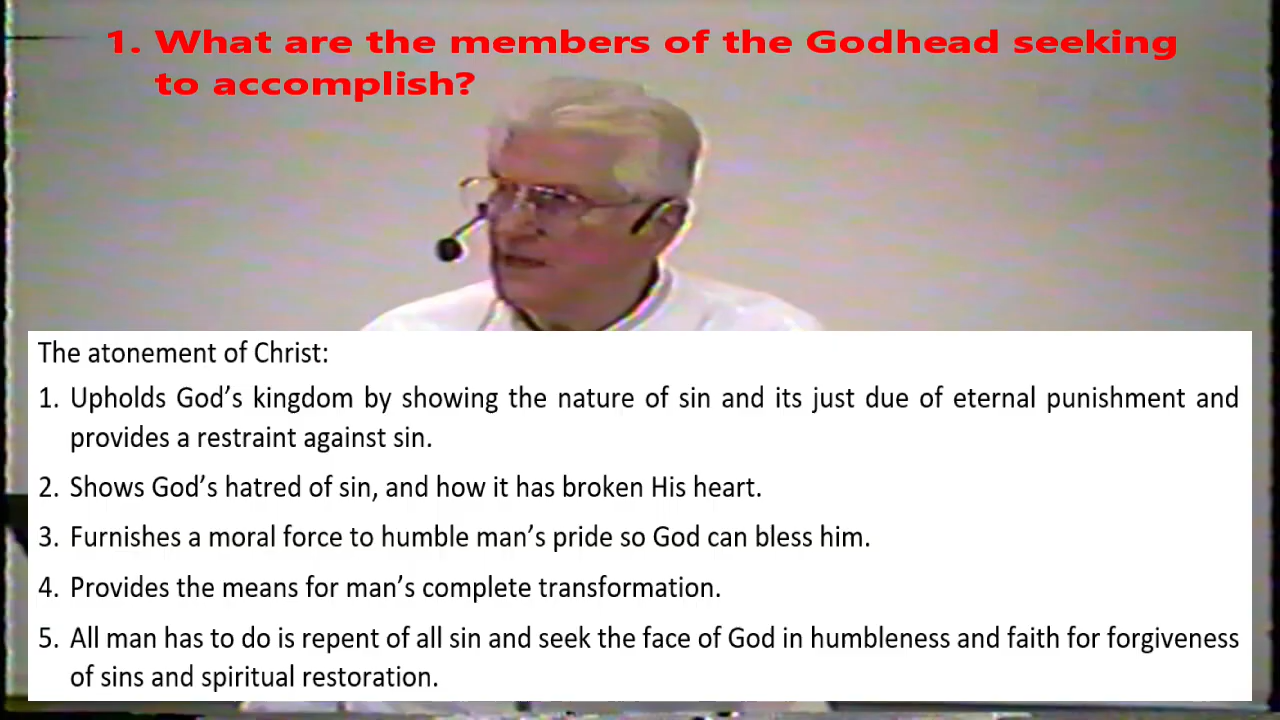 1. What are the members of the Godhead seeking
to accomplish?
The atonement of Christ:
1. Upholds God’s kingdom by showing the nature of sin and its just due of eternal punishment and
provides a restraint against sin.
2. Shows God’s hatred of sin, and how it has broken His heart.
3. Furnishes a moral force to humble man’s pride so God can bless him.
4. Provides the means for man’s complete transformation.
5. All man has to do is repent of all sin and seek the face of God in humbleness and faith for forgiveness
of sins and spiritual restoration.